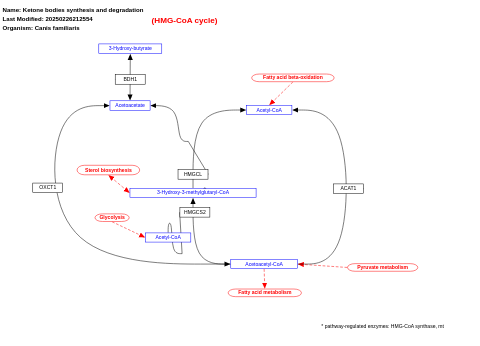 Name: Ketone bodies synthesis and degradation
Last Modified: 20250226212554
(HMG-CoA cycle)
Organism: Canis familiaris
3-Hydroxy-butyrate
BDH1
Fatty acid beta-oxidation
Acetoacetate
Acetyl-CoA
Sterol biosynthesis
HMGCL
OXCT1
3-Hydroxy-3-methylglutaryl-CoA
ACAT1
Glycolysis
HMGCS2
Acetyl-CoA
Acetoacetyl-CoA
Pyruvate metabolism
Fatty acid metabolism
* pathway-regulated enzymes: HMG-CoA synthase, mt